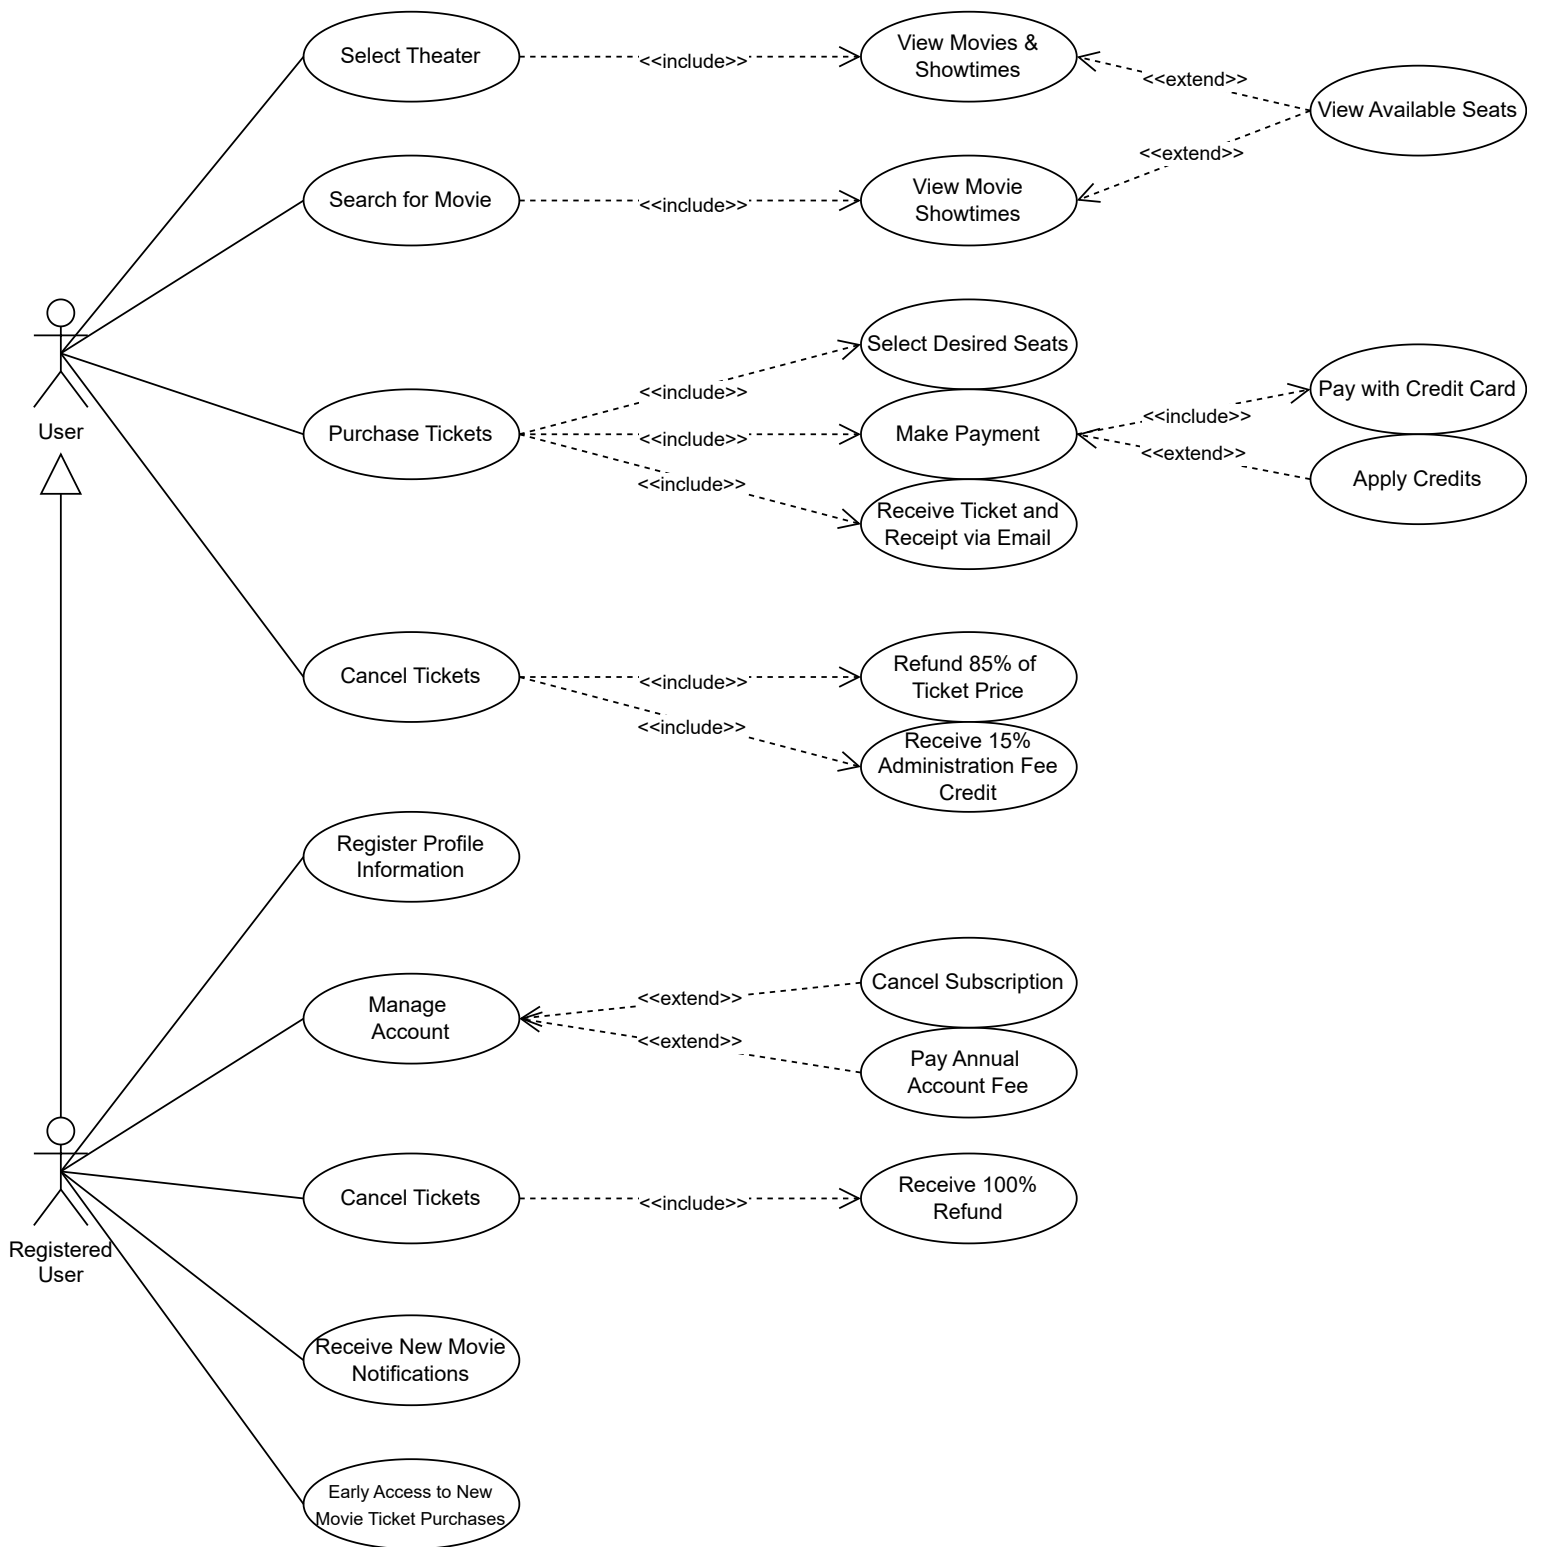 Select Theater
<<include>>
View Movies &
Showtimes
<<extend>>
View Available Seats
<<extend>>
Search for Movie
<<include>>
View Movie
Showtimes
User
Purchase Tickets
<<include>>
<<include>>
<<include>>
Select Desired Seats
Make Payment
Receive Ticket and
Receipt via Email
<<include>>
<<extend>>
Pay with Credit Card
Apply Credits
Cancel Tickets
<<include>>
<<include>>
Refund 85% of
Ticket Price
Receive 15%
Administration Fee
Credit
Register Profile
Information
Manage
Account
<<extend>>
<<extend>>
Cancel Subscription
Pay Annual
Account Fee
Registered
User
Cancel Tickets
<<include>>
Receive 100%
Refund
Receive New Movie
Notifications
Early Access to New
Movie Ticket Purchases